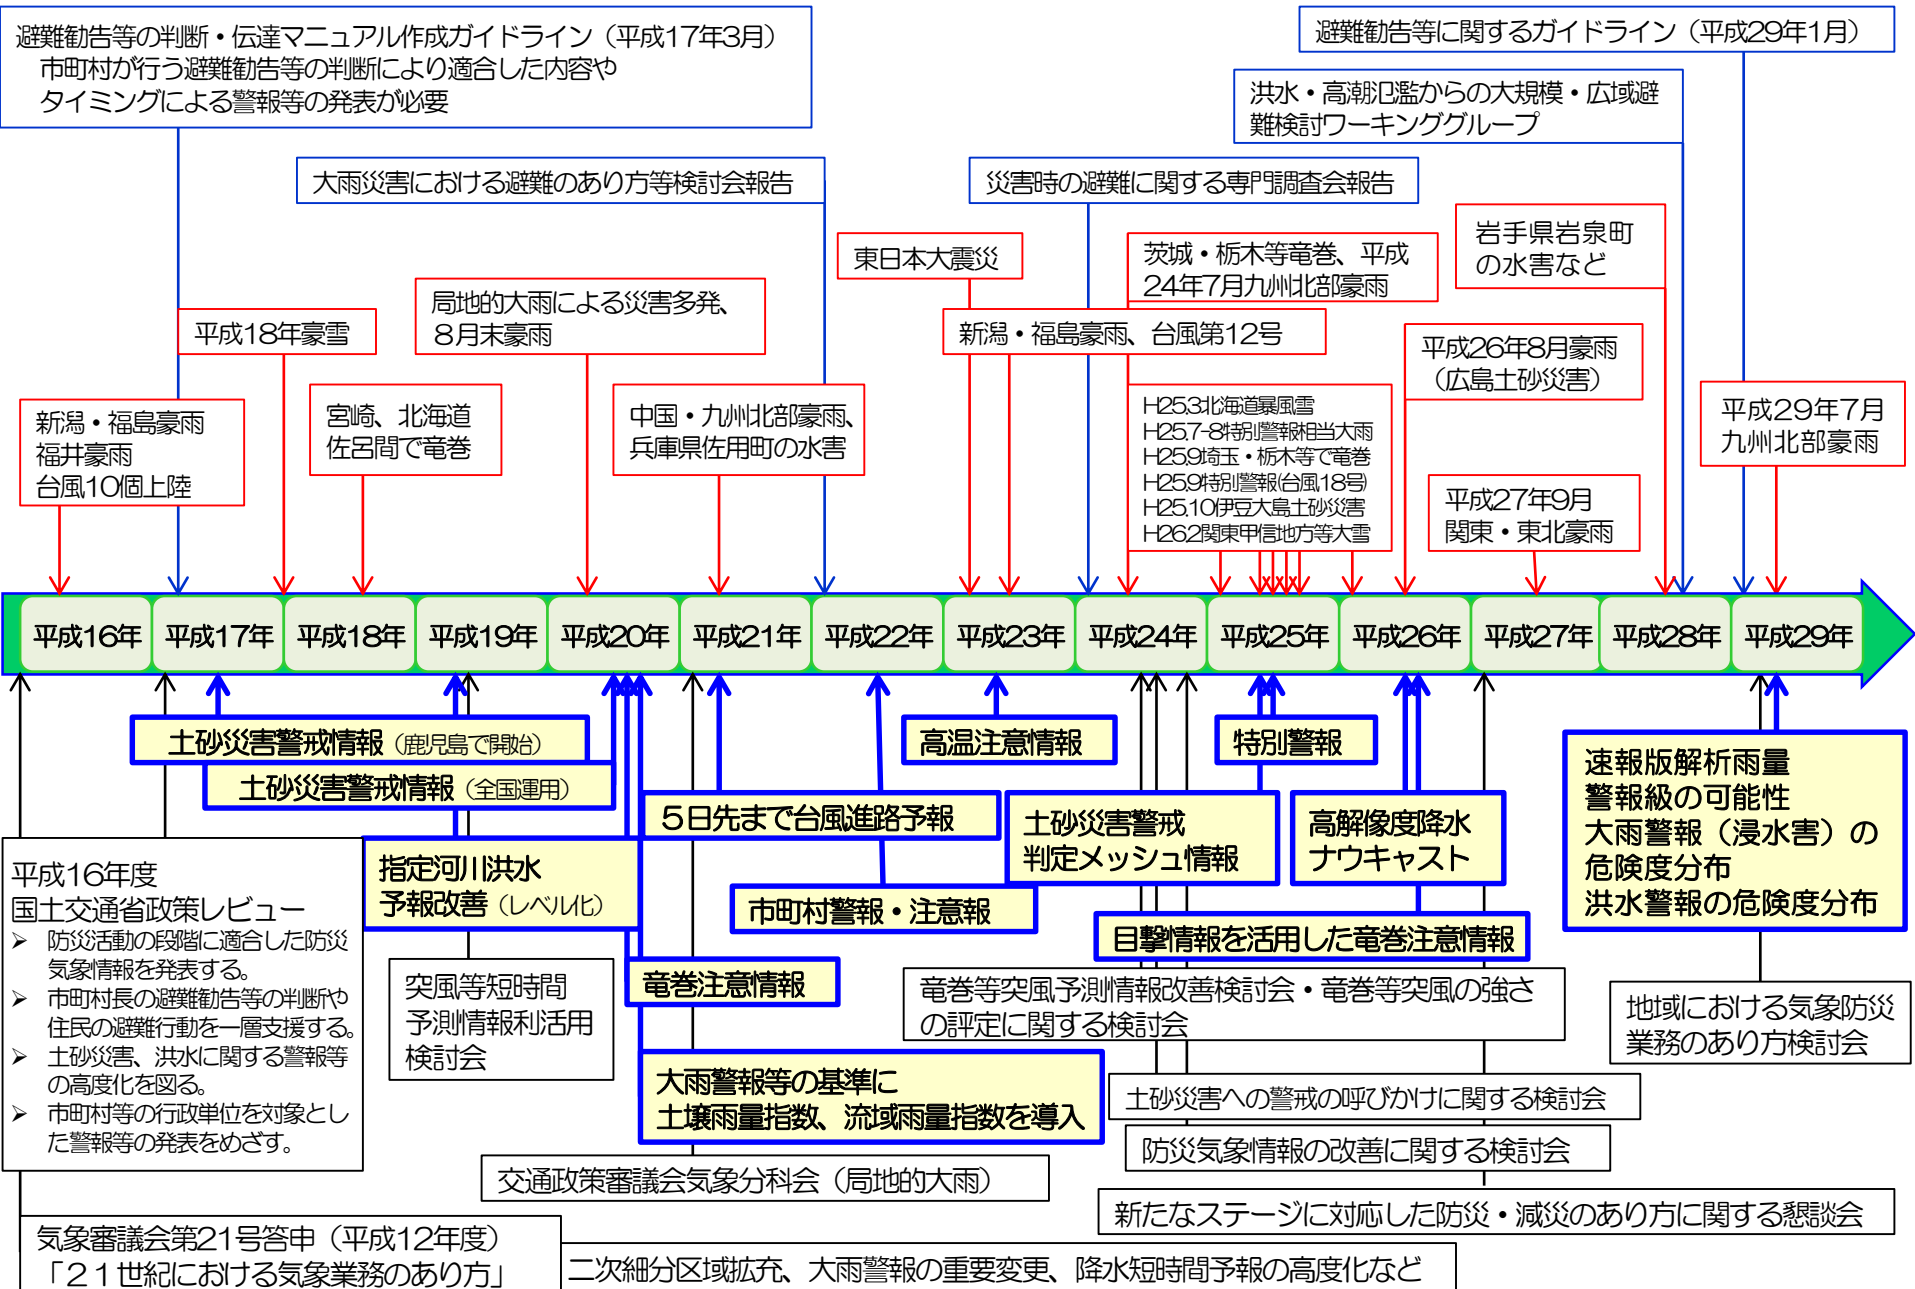 避難勧告等の判断・伝達マニュアル作成ガイドライン（平成17年3月）
市町村が行う避難勧告等の判断により適合した内容や
タイミングによる警報等の発表が必要
避難勧告等に関するガイドライン（平成29年1月）
洪水・高潮氾濫からの大規模・広域避
難検討ワーキンググループ
大雨災害における避難のあり方等検討会報告
災害時の避難に関する専門調査会報告
東日本大震災
茨城・栃木等竜巻、平成
24年7月九州北部豪雨
岩手県岩泉町
の水害など
平成18年豪雪
局地的大雨による災害多発、
８月末豪雨
新潟・福島豪雨、台風第12号
平成26年8月豪雨
（広島土砂災害）
新潟・福島豪雨
福井豪雨
台風10個上陸
宮崎、北海道
佐呂間で竜巻
中国・九州北部豪雨、
兵庫県佐用町の水害
H25.3北海道暴風雪
H25.7-8特別警報相当大雨
H25.9埼玉・栃木等で竜巻
H25.9特別警報(台風18号)
H25.10伊豆大島土砂災害
H26.2関東甲信地方等大雪
平成27年9月
関東・東北豪雨
平成29年7月
九州北部豪雨
平成16年 平成17年 平成18年 平成19年 平成20年 平成21年 平成22年 平成23年 平成24年 平成25年 平成26年 平成27年 平成28年 平成29年
土砂災害警戒情報（鹿児島で開始）
土砂災害警戒情報（全国運用）
高温注意情報
特別警報
速報版解析雨量
警報級の可能性
大雨警報（浸水害）の
危険度分布
洪水警報の危険度分布
５日先まで台風進路予報
土砂災害警戒
判定メッシュ情報
高解像度降水
ナウキャスト
指定河川洪水
予報改善（レベル化）
市町村警報・注意報
目撃情報を活用した竜巻注意情報
平成16年度
国土交通省政策レビュー
➢ 防災活動の段階に適合した防災
気象情報を発表する。
➢ 市町村長の避難勧告等の判断や
住民の避難行動を一層支援する。
➢ 土砂災害、洪水に関する警報等
の高度化を図る。
➢ 市町村等の行政単位を対象とし
た警報等の発表をめざす。
突風等短時間
予測情報利活用
検討会
竜巻注意情報
竜巻等突風予測情報改善検討会・竜巻等突風の強さ
の評定に関する検討会
地域における気象防災
業務のあり方検討会
大雨警報等の基準に
土壌雨量指数、流域雨量指数を導入
土砂災害への警戒の呼びかけに関する検討会
防災気象情報の改善に関する検討会
交通政策審議会気象分科会（局地的大雨）
新たなステージに対応した防災・減災のあり方に関する懇談会
気象審議会第21号答申（平成12年度）
「２１世紀における気象業務のあり方」
二次細分区域拡充、大雨警報の重要変更、降水短時間予報の高度化など